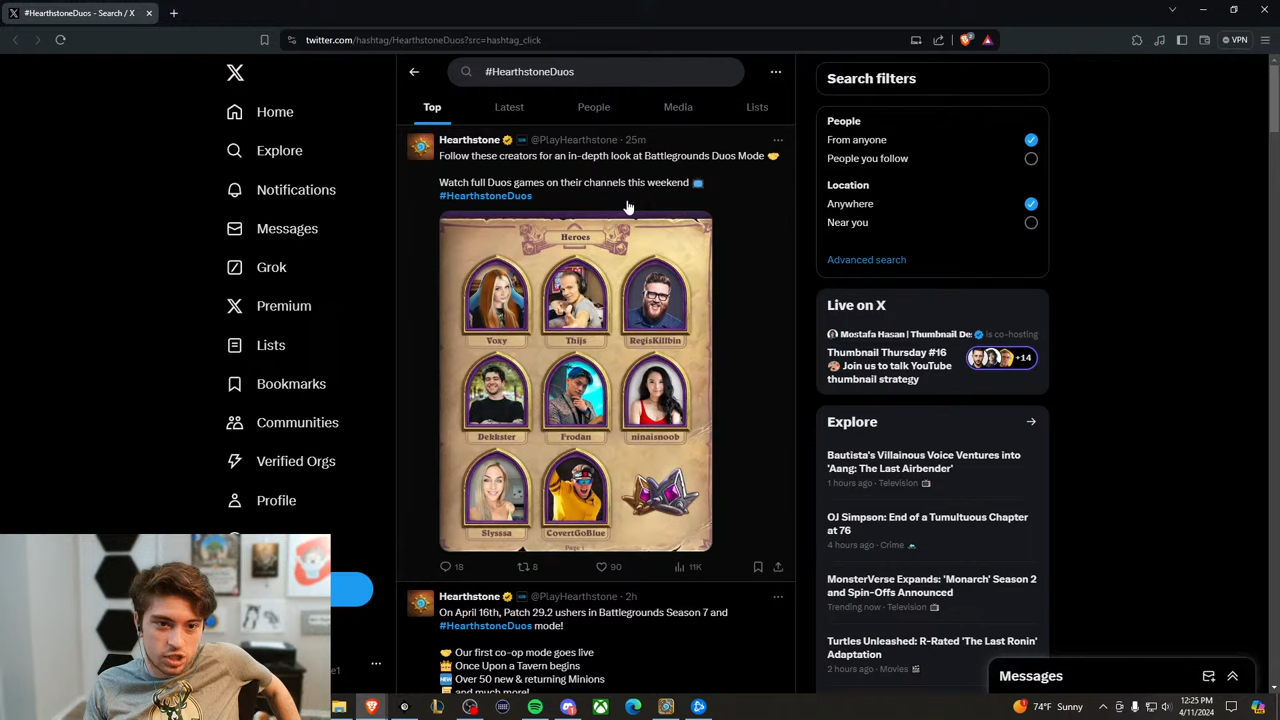 #HearthstoneDuos - Search / X
twitter.com/hashtag/HearthstoneDuos?src=hashtag_click
VPN
#HearthstoneDuos
Top
Latest
People
Media
Lists
Home
Explore
Notifications
Messages
Grok
Premium
Lists
Bookmarks
Communities
Verified Orgs
Profile
Hearthstone @PlayHearthstone · 25m
Follow these creators for an in-depth look at Battlegrounds Duos Mode
Watch full Duos games on their channels this weekend
#HearthstoneDuos
Heroes
Voxy
Thijs
RegisKillbin
Dekkster
Frodan
ninaisnoob
Slysssa
CovertGoBlue
Page 1
18
8
90
11K
Hearthstone @PlayHearthstone · 2h
On April 16th, Patch 29.2 ushers in Battlegrounds Season 7 and
#HearthstoneDuos mode!
Our first co-op mode goes live
Once Upon a Tavern begins
Over 50 new & returning Minions
and much more!
Search filters
People
From anyone
People you follow
Location
Anywhere
Near you
Advanced search
Live on X
Mostafa Hasan | Thumbnail De is co-hosting
Thumbnail Thursday #16
Join us to talk YouTube
thumbnail strategy
+14
Explore
Bautista's Villainous Voice Ventures into
'Aang: The Last Airbender'
1 hours ago · Television
OJ Simpson: End of a Tumultuous Chapter
at 76
4 hours ago · Crime
MonsterVerse Expands: 'Monarch' Season 2
and Spin-Offs Announced
Trending now · Television
Turtles Unleashed: R-Rated 'The Last Ronin'
Adaptation
2 hours ago · Movies
Messages
74°F Sunny
12:25 PM
4/11/2024